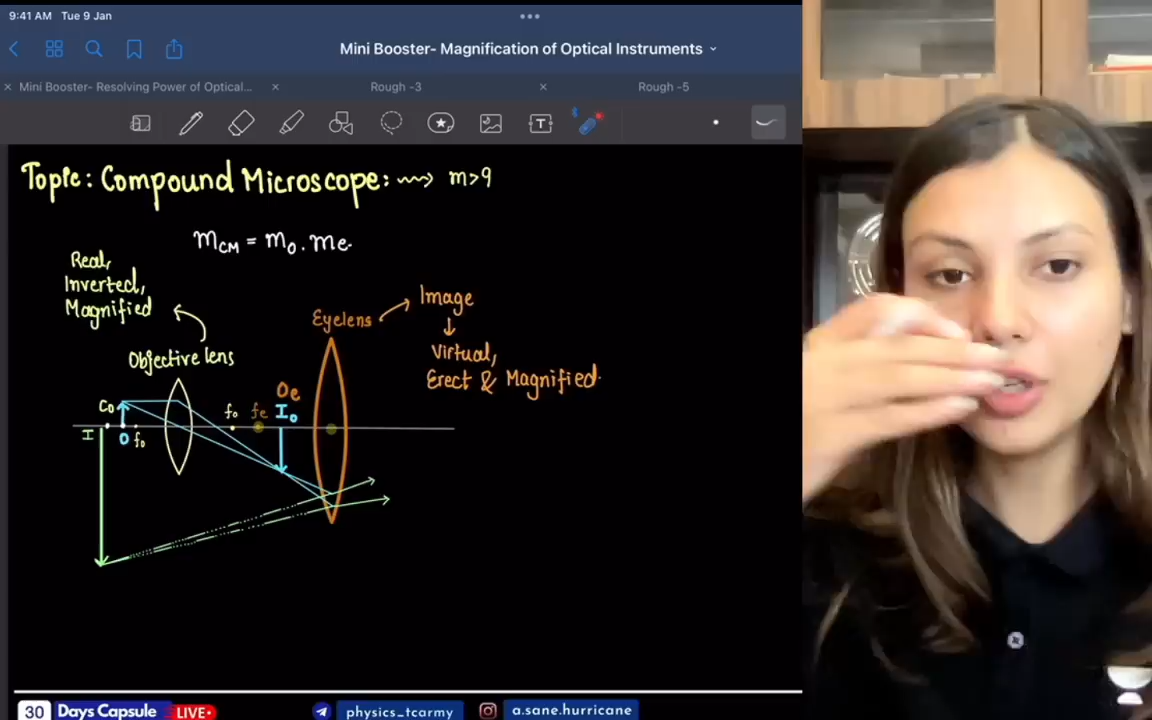 9:41 AM Tue 9 Jan
Mini Booster- Magnification of Optical Instruments
Mini Booster- Resolving Power of Optical...
Rough -3
Rough -5
Topic: Compound Microscope: m>9
mCM = mo . me.
Real,
Inverted,
Magnified
Objective lens
Eyelens
Image
Virtual,
Erect & Magnified.
Co
fo
fe
Oe
Io
I
O
fo
30 Days Capsule LIVE
physics_tcarmy
a.sane.hurricane